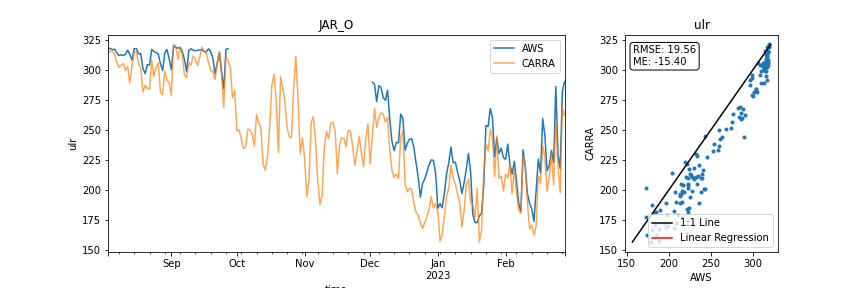 JAR_O
ulr
325
300
275
250
225
200
175
150
ulr
AWS
CARRA
Sep
Oct
Nov
Dec
Jan
2023
Feb
ulr
325
300
275
250
225
200
175
150
CARRA
RMSE: 19.56
ME: -15.40
1:1 Line
Linear Regression
150
200
250
300
AWS